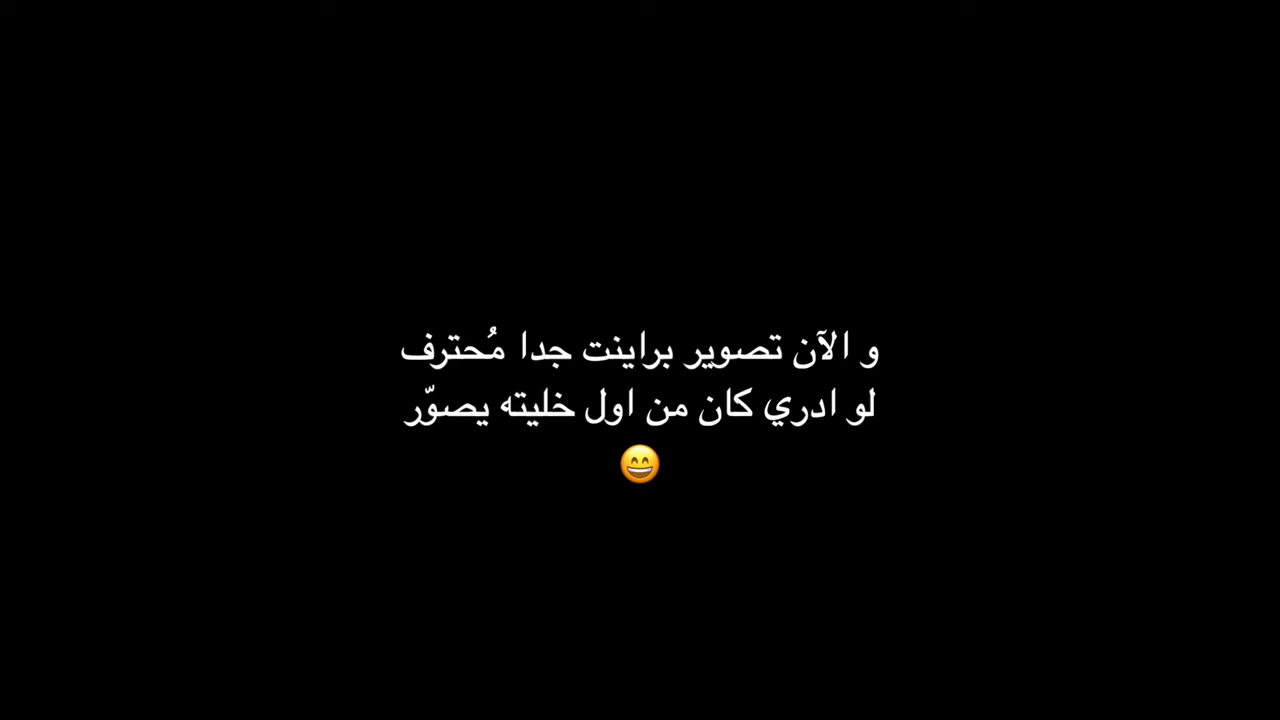 و الآن تصوير براينت جدا مُحترف
لو ادري كان من اول خليته يصوّر
😄